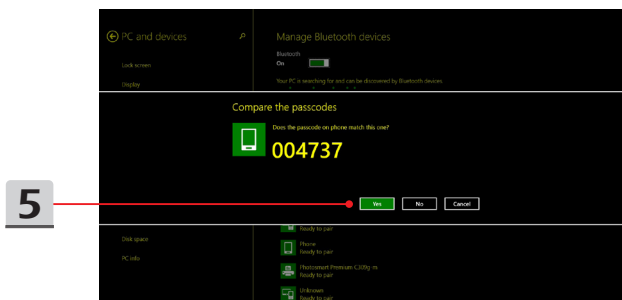 PC and devices
Lock screen
Display
Manage Bluetooth devices
Bluetooth
On
Your PC is searching for and can be discovered by Bluetooth devices.
Compare the passcodes
Does the passcode on phone match this one?
004737
5
Yes
No
Cancel
Disk space
PC info
Ready to pair
Phone
Ready to pair
Photosmart Premium C309g-m
Ready to pair
Unknown
Ready to pair